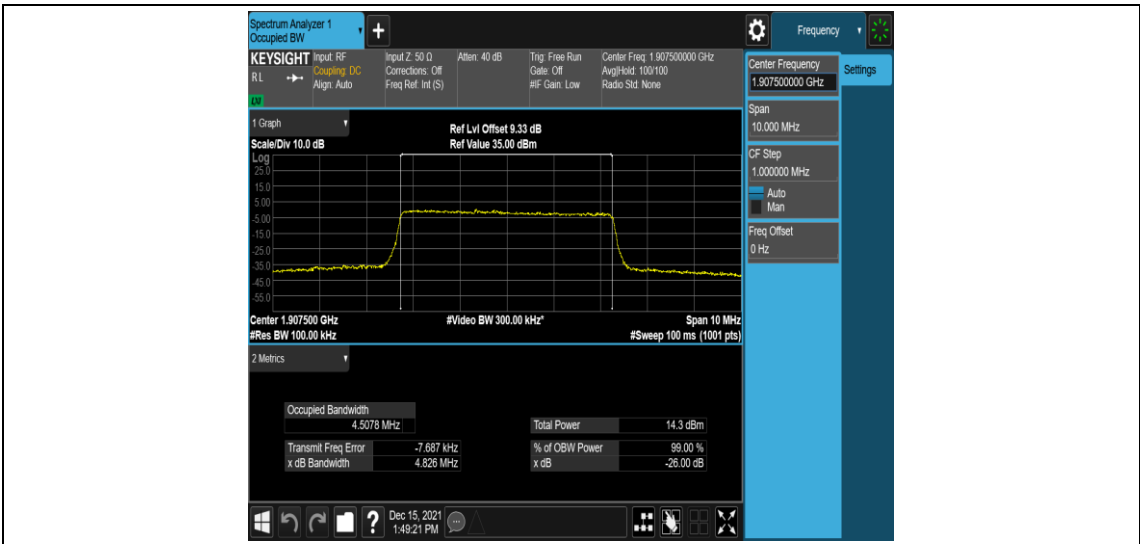 Spectrum Analyzer 1
Occupied BW
+
Frequency
KEYSIGHT
R L
LXI
Input: RF
Coupling: DC
Align: Auto
Input Z: 50 Ω
Corrections: Off
Freq Ref: Int (S)
Atten: 40 dB
Trig: Free Run
Gate: Off
#IF Gain: Low
Center Freq: 1.907500000 GHz
Avg|Hold: 100/100
Radio Std: None
Center Frequency
1.907500000 GHz
Settings
Span
10.000 MHz
CF Step
1.000000 MHz
Auto
Man
Freq Offset
0 Hz
1 Graph
Scale/Div 10.0 dB
Ref Lvl Offset 9.33 dB
Ref Value 35.00 dBm
Log
25.0
15.0
5.00
-5.00
-15.0
-25.0
-35.0
-45.0
-55.0
Center 1.907500 GHz
#Video BW 300.00 kHz*
Span 10 MHz
#Res BW 100.00 kHz
#Sweep 100 ms (1001 pts)
2 Metrics
Occupied Bandwidth
4.5078 MHz
Total Power 14.3 dBm
Transmit Freq Error -7.687 kHz
% of OBW Power 99.00 %
x dB Bandwidth 4.826 MHz
x dB -26.00 dB
?
Dec 15, 2021
1:49:21 PM